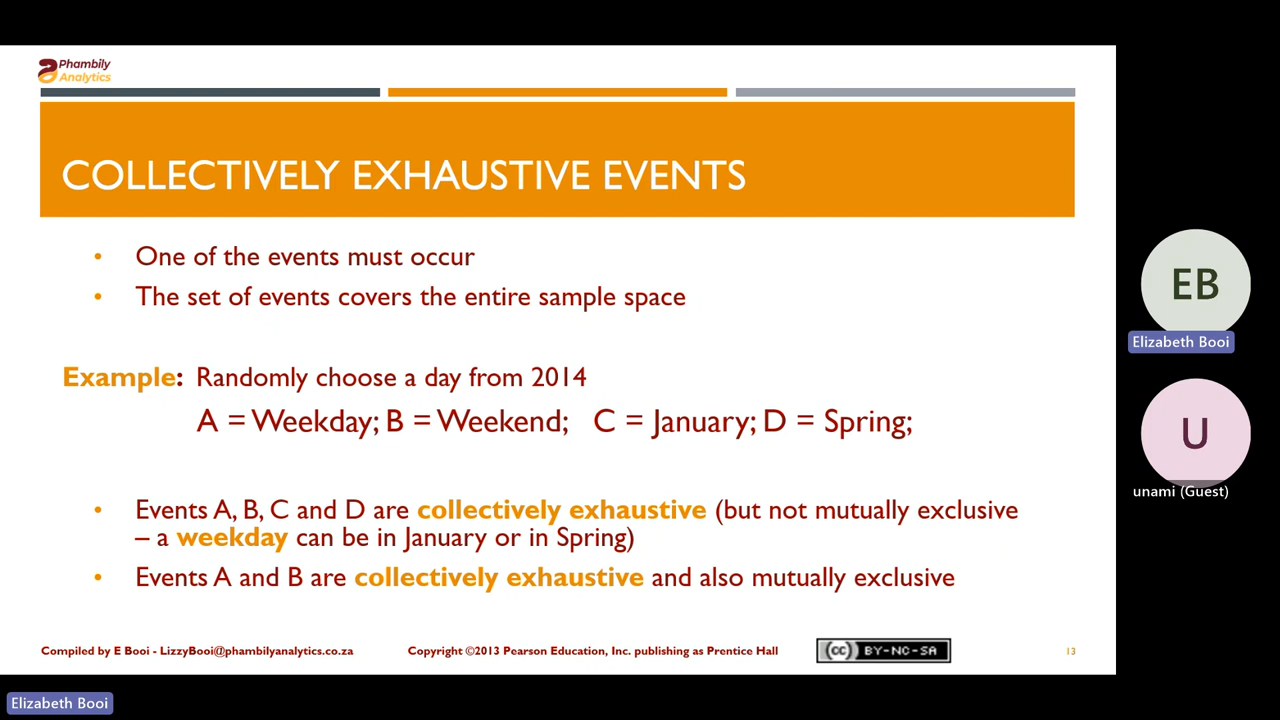 Phambily
Analytics
COLLECTIVELY EXHAUSTIVE EVENTS
• One of the events must occur
• The set of events covers the entire sample space
Example: Randomly choose a day from 2014
A = Weekday; B = Weekend; C = January; D = Spring;
• Events A, B, C and D are collectively exhaustive (but not mutually exclusive
– a weekday can be in January or in Spring)
• Events A and B are collectively exhaustive and also mutually exclusive
Compiled by E Booi - LizzyBooi@phambilyanalytics.co.za
Copyright ©2013 Pearson Education, Inc. publishing as Prentice Hall
(cc) BY-NC-SA
13
EB
Elizabeth Booi
U
unami (Guest)
Elizabeth Booi